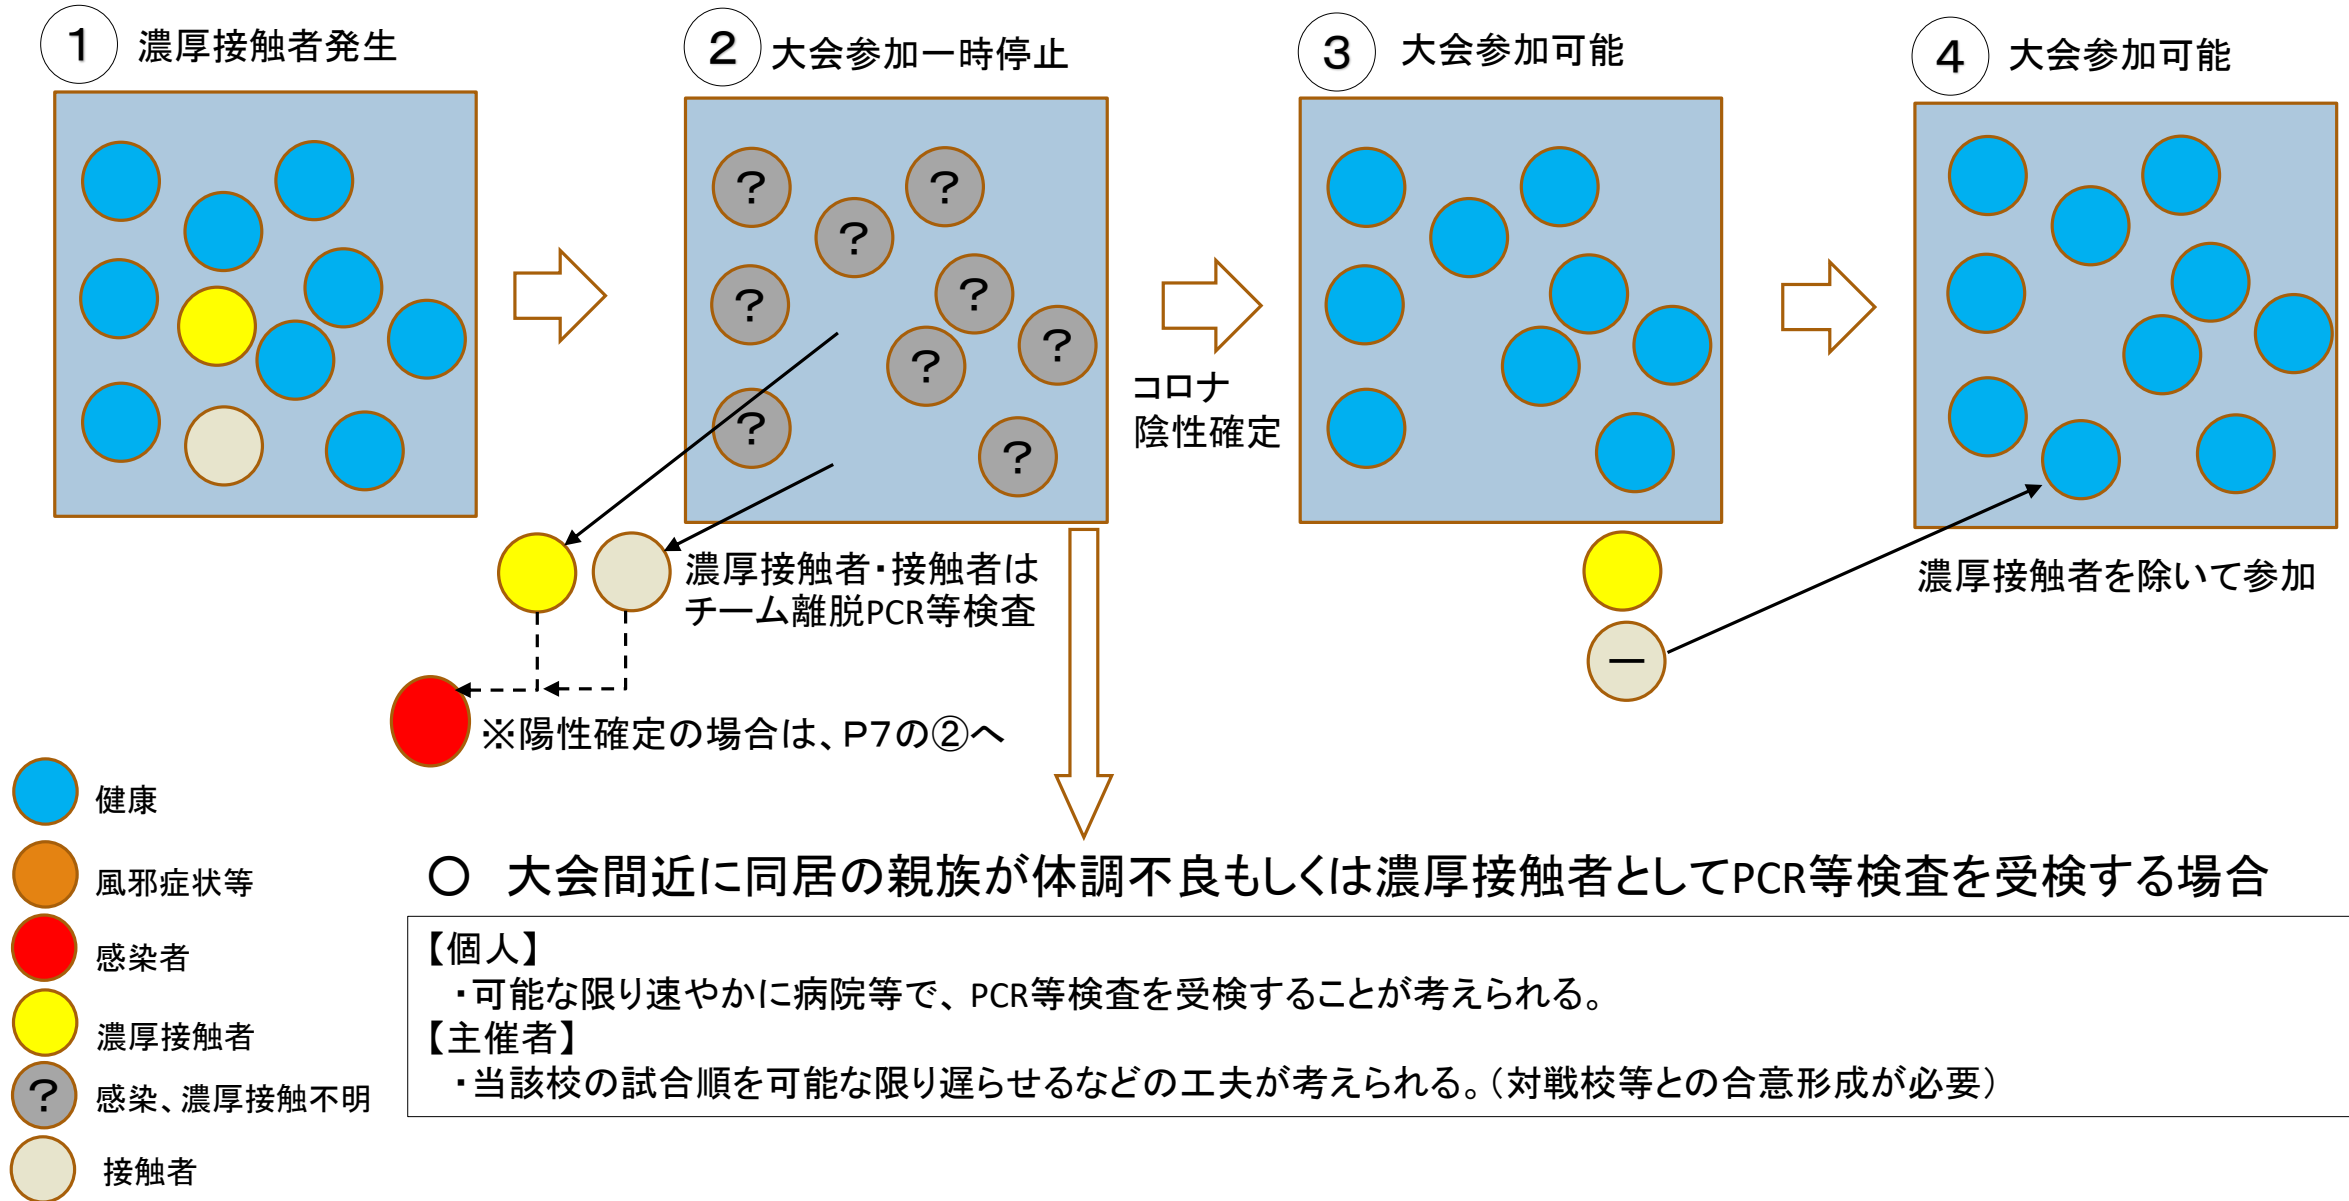 ① 濃厚接触者発生
② 大会参加一時停止
③ 大会参加可能
④ 大会参加可能
?
?
?
?
?
?
?
?
?
コロナ
陰性確定
濃厚接触者・接触者は
チーム離脱PCR等検査
濃厚接触者を除いて参加
ー
※陽性確定の場合は、P7の②へ
健康
風邪症状等
感染者
濃厚接触者
? 感染、濃厚接触不明
接触者
○ 大会間近に同居の親族が体調不良もしくは濃厚接触者としてPCR等検査を受検する場合
【個人】
・可能な限り速やかに病院等で、PCR等検査を受検することが考えられる。
【主催者】
・当該校の試合順を可能な限り遅らせるなどの工夫が考えられる。(対戦校等との合意形成が必要)